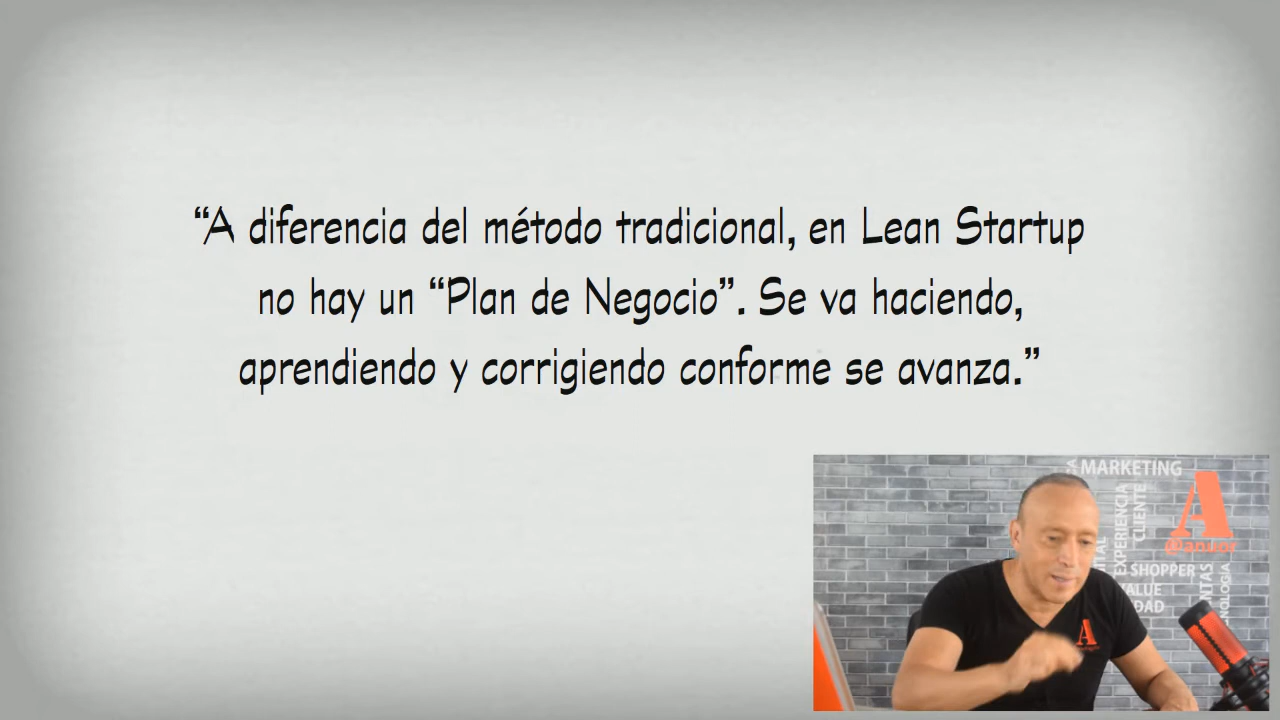 “A diferencia del método tradicional, en Lean Startup
no hay un “Plan de Negocio”. Se va haciendo,
aprendiendo y corrigiendo conforme se avanza.”
MARKETING
EXPERIENCIA
CLIENTE
A
SHOPPER
A